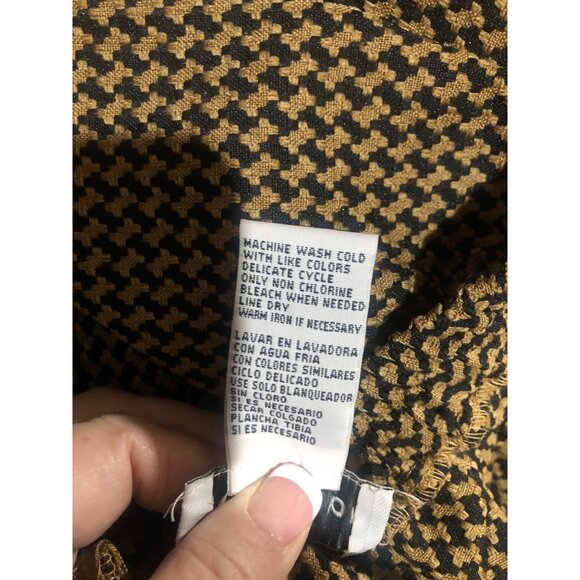 MACHINE WASH COLD
WITH LIKE COLORS
DELICATE CYCLE
ONLY NON CHLORINE
BLEACH WHEN NEEDED
LINE DRY
WARM IRON IF NECESSARY
LAVAR EN LAVADORA
CON AGUA FRIA
CON COLORES SIMILARES
CICLO DELICADO
USE SOLO BLANQUEADOR
SIN CLORO
SI ES NECESARIO
SECAR COLGADO
PLANCHA TIBIA
SI ES NECESARIO